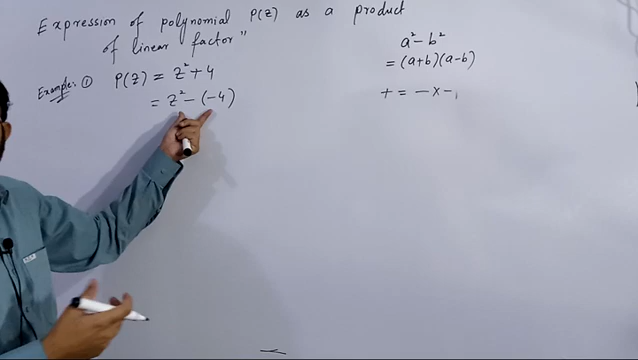 Expression of polynomial P(z) as a product
of linear factor"
Example: ① P(z) = z² + 4
= z² - (-4)
a² - b²
= (a+b)(a-b)
+ = - x -